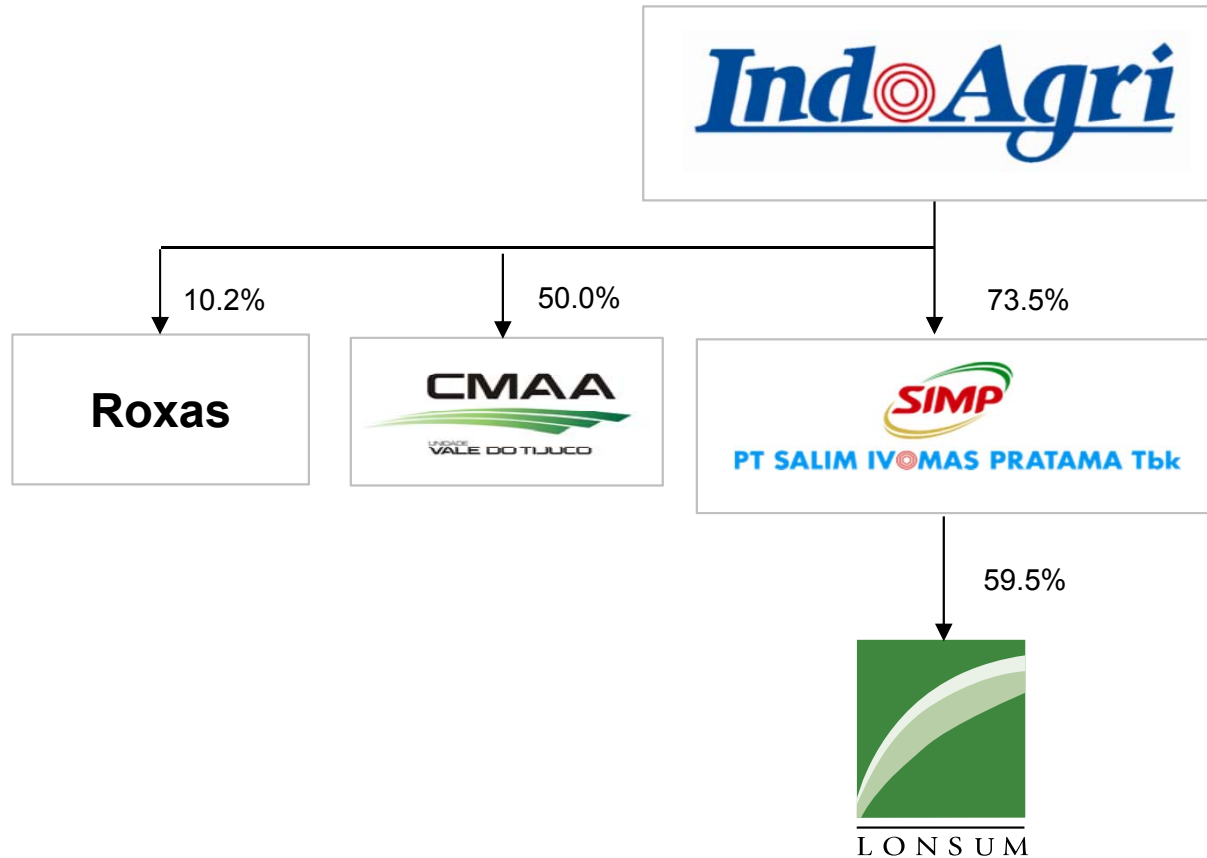 IndoAgri
10.2%
50.0%
73.5%
Roxas
CMAA
UNIDADE
VALE DO TIJUCO
SIMP
PT SALIM IVOMAS PRATAMA Tbk
59.5%
LONSUM